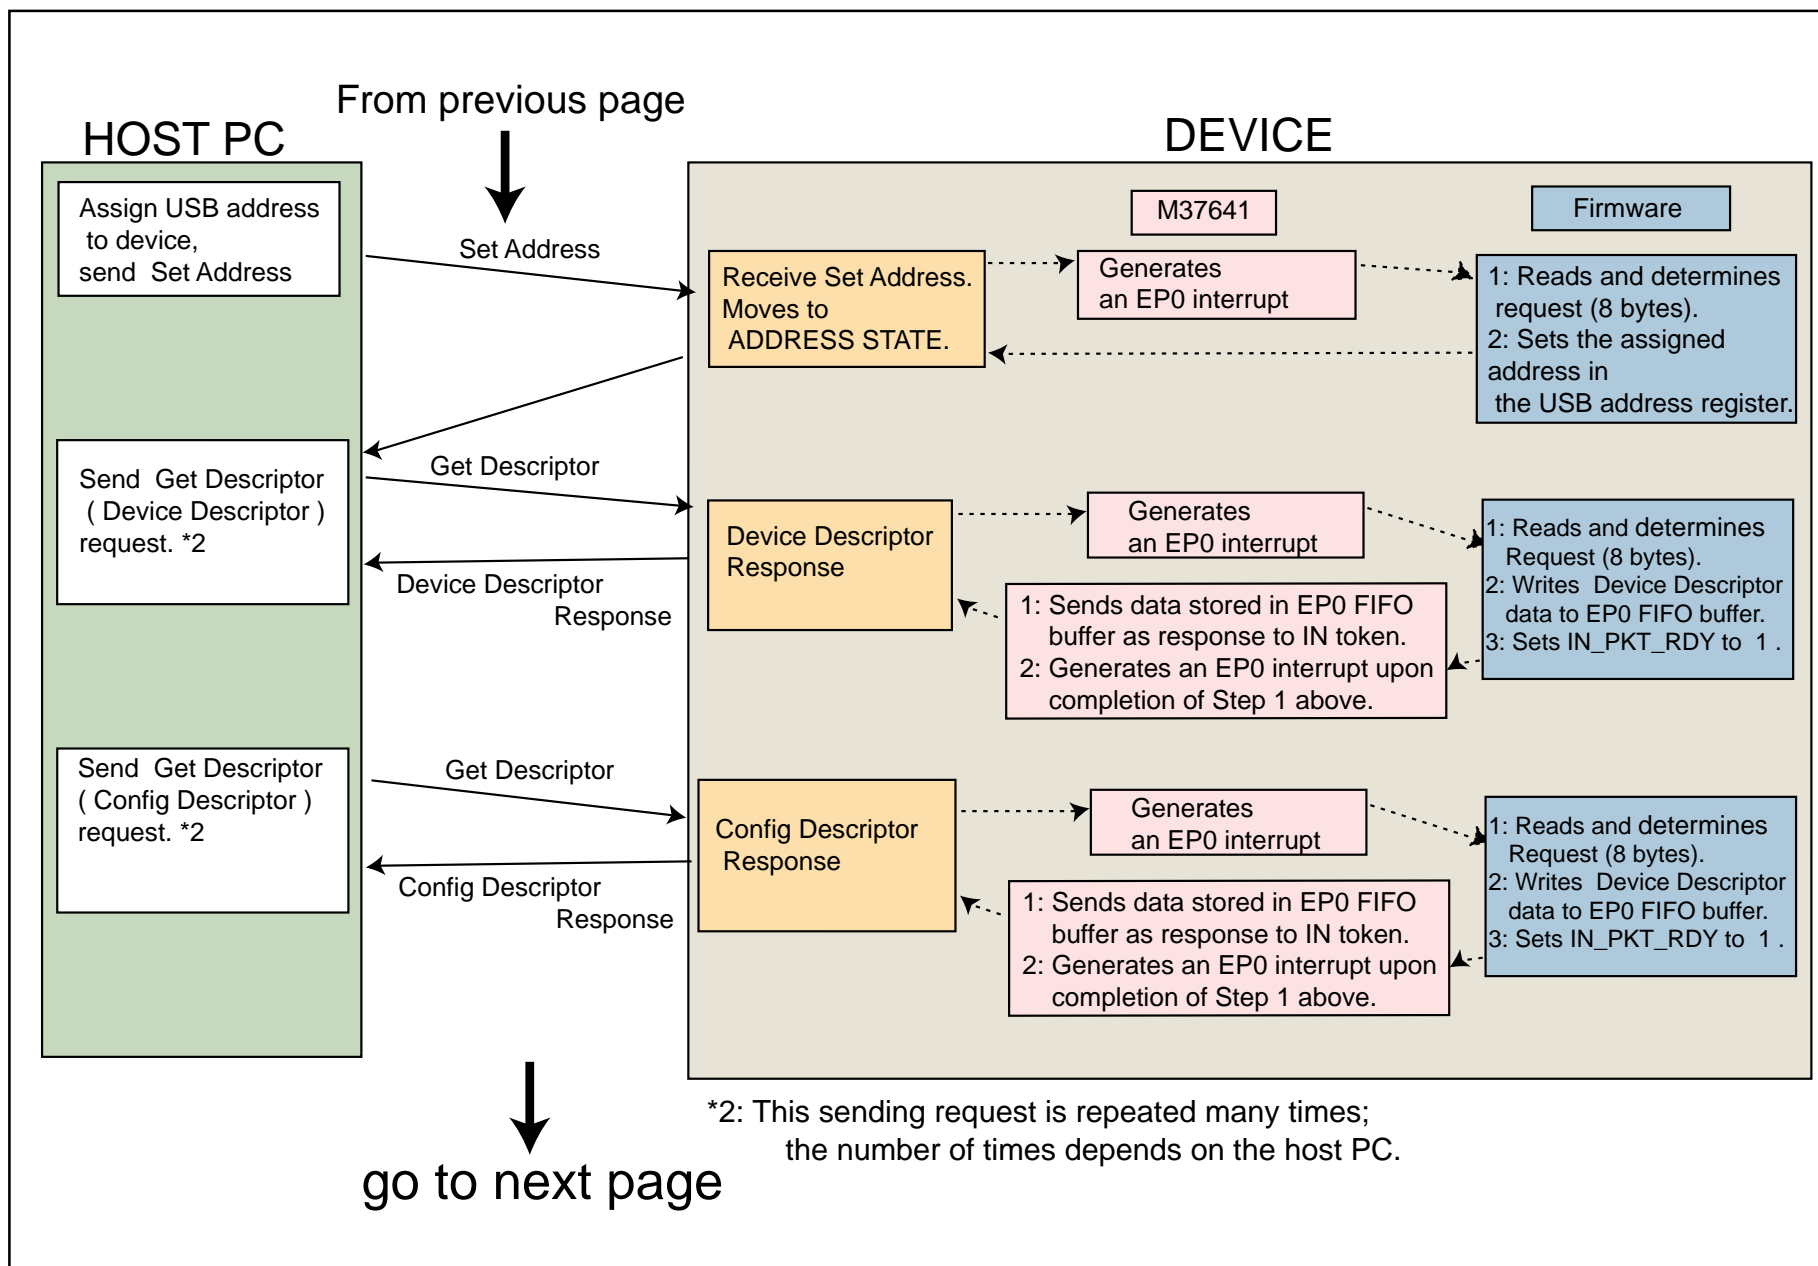 From previous page
HOST PC
DEVICE
Assign USB address
to device,
send Set Address
Set Address
M37641
Firmware
Receive Set Address.
Moves to
ADDRESS STATE.
Generates
an EP0 interrupt
1: Reads and determines
request (8 bytes).
2: Sets the assigned
address in
the USB address register.
Send Get Descriptor
( Device Descriptor )
request. *2
Get Descriptor
Device Descriptor
Response
Device Descriptor
Response
Generates
an EP0 interrupt
1: Reads and determines
Request (8 bytes).
2: Writes Device Descriptor
data to EP0 FIFO buffer.
3: Sets IN_PKT_RDY to 1 .
1: Sends data stored in EP0 FIFO
buffer as response to IN token.
2: Generates an EP0 interrupt upon
completion of Step 1 above.
Send Get Descriptor
( Config Descriptor )
request. *2
Get Descriptor
Config Descriptor
Response
Config Descriptor
Response
Generates
an EP0 interrupt
1: Reads and determines
Request (8 bytes).
2: Writes Device Descriptor
data to EP0 FIFO buffer.
3: Sets IN_PKT_RDY to 1 .
1: Sends data stored in EP0 FIFO
buffer as response to IN token.
2: Generates an EP0 interrupt upon
completion of Step 1 above.
*2: This sending request is repeated many times;
the number of times depends on the host PC.
go to next page